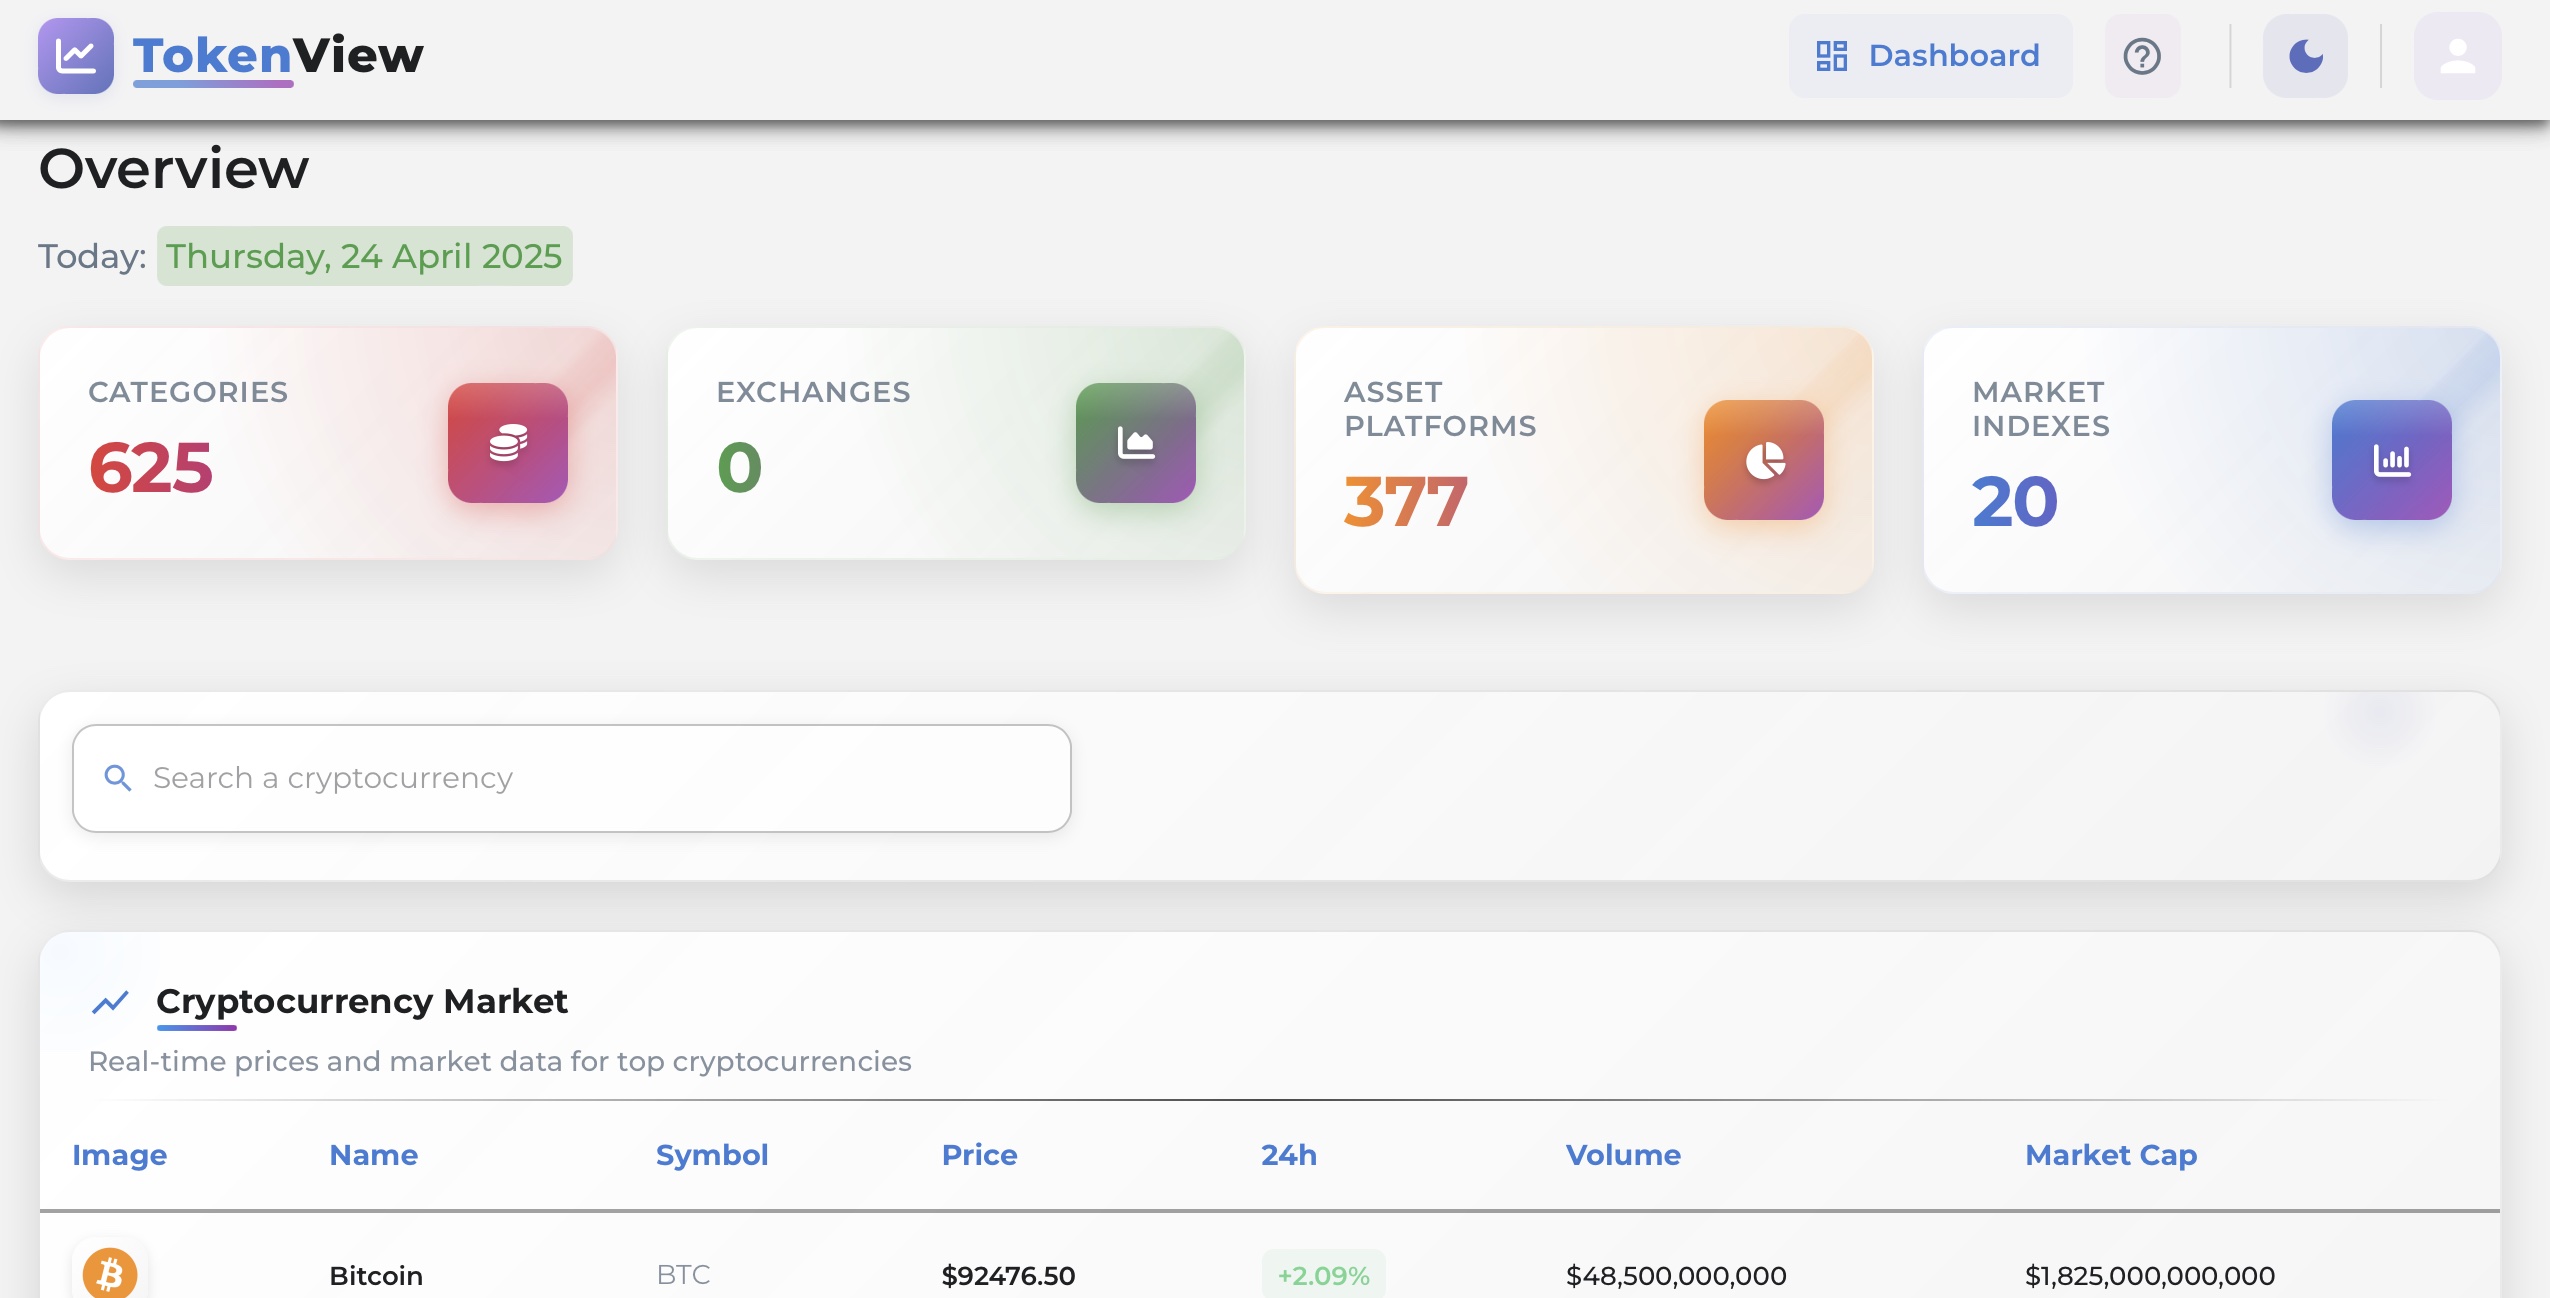 TokenView
Dashboard
Overview
Today: Thursday, 24 April 2025
CATEGORIES
625
EXCHANGES
0
ASSET
PLATFORMS
377
MARKET
INDEXES
20
Search a cryptocurrency
Cryptocurrency Market
Real-time prices and market data for top cryptocurrencies
Image Name Symbol Price 24h Volume Market Cap
Bitcoin BTC $92476.50 +2.09% $48,500,000,000 $1,825,000,000,000